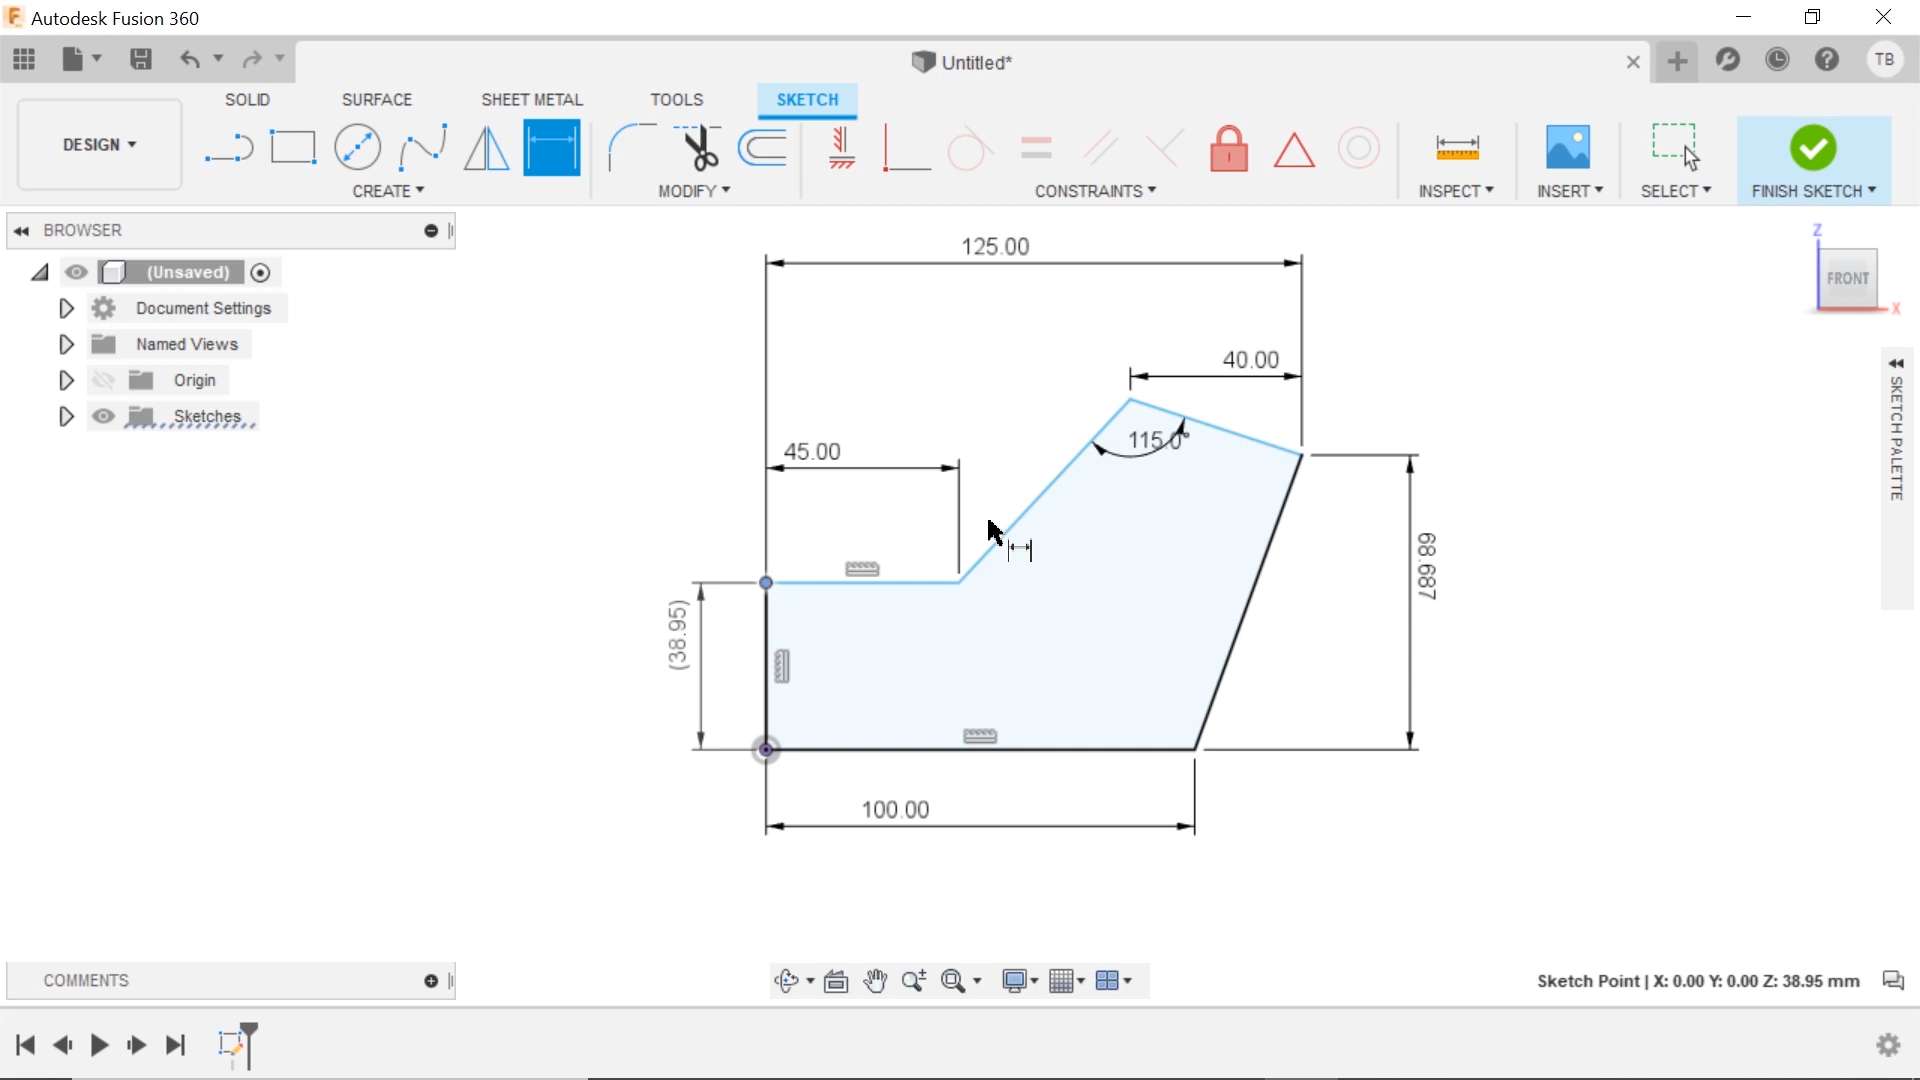 Autodesk Fusion 360
Untitled*
TB
SOLID
SURFACE
SHEET METAL
TOOLS
SKETCH
DESIGN
CREATE
MODIFY
CONSTRAINTS
INSPECT
INSERT
SELECT
FINISH SKETCH
BROWSER
(Unsaved)
Document Settings
Named Views
Origin
Sketches
125.00
40.00
115.0°
45.00
(38.95)
68.687
100.00
Z
FRONT
X
SKETCH PALETTE
COMMENTS
Sketch Point | X: 0.00 Y: 0.00 Z: 38.95 mm